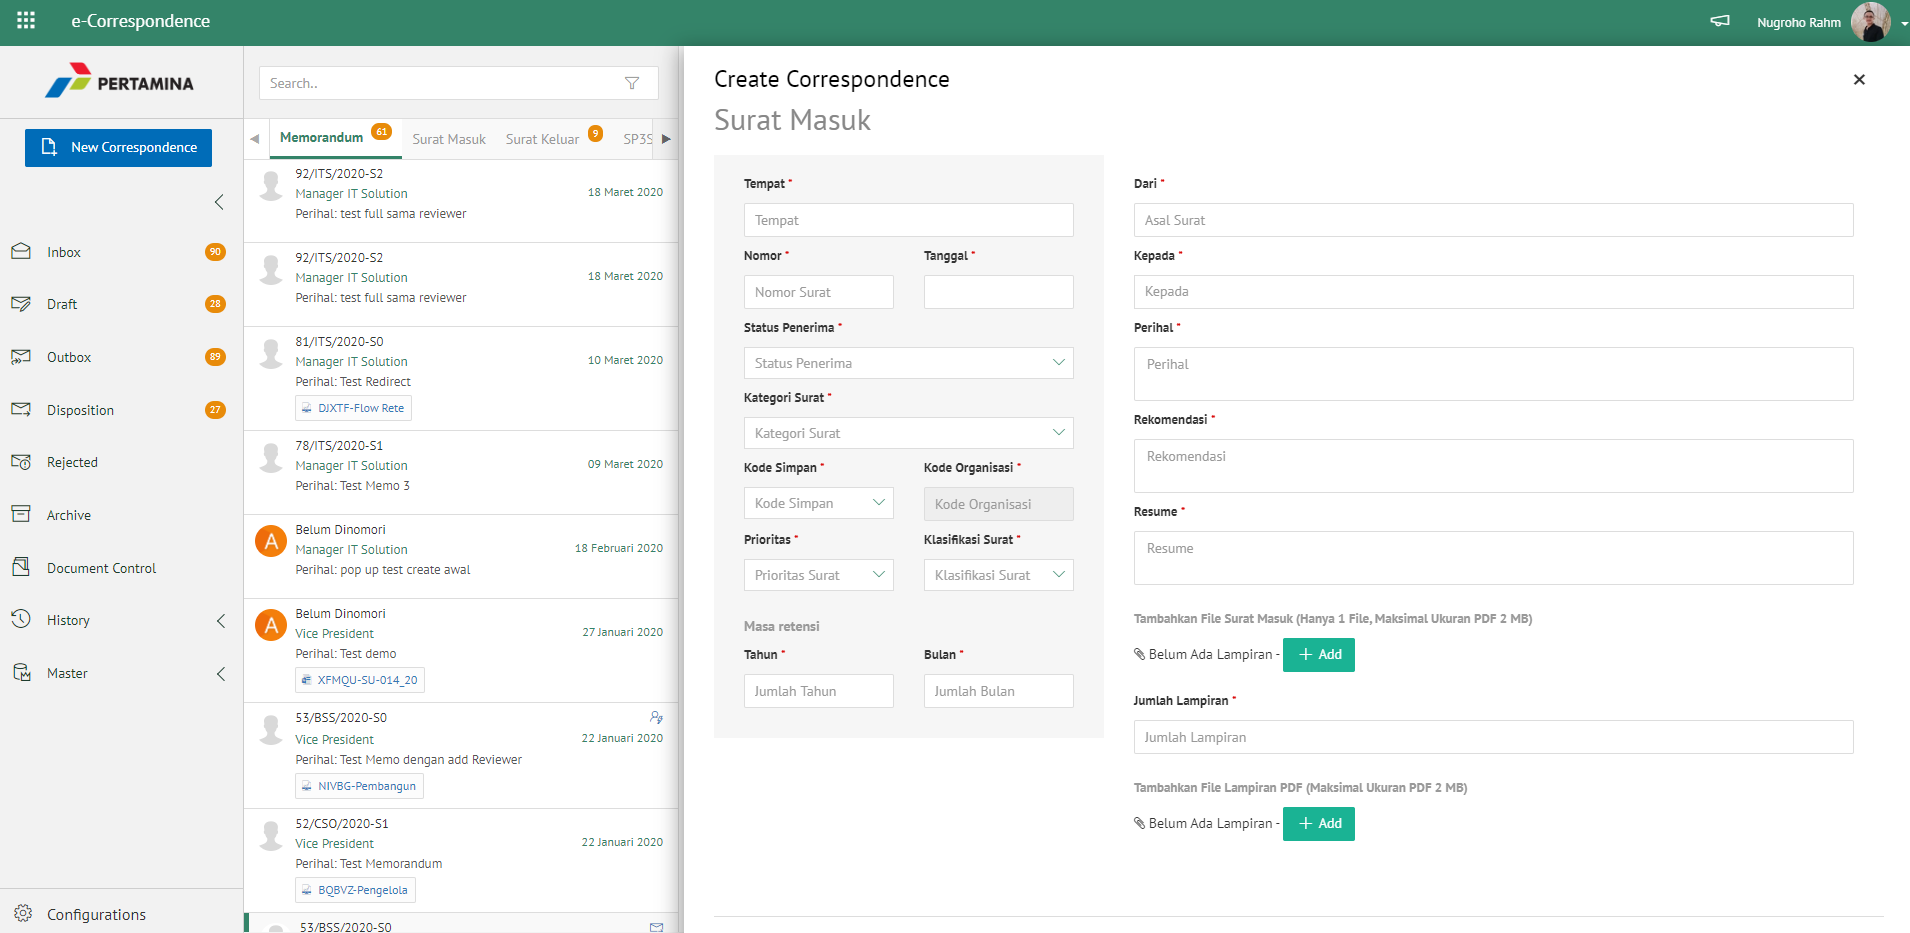 e-Correspondence
Nugroho Rahm
PERTAMINA
New Correspondence
Inbox 90
Draft 28
Outbox 89
Disposition 27
Rejected
Archive
Document Control
History
Master
Configurations
Search..
Memorandum 61 Surat Masuk Surat Keluar 9 SP3S
92/ITS/2020-S2
Manager IT Solution 18 Maret 2020
Perihal: test full sama reviewer
92/ITS/2020-S2
Manager IT Solution 18 Maret 2020
Perihal: test full sama reviewer
81/ITS/2020-S0
Manager IT Solution 10 Maret 2020
Perihal: Test Redirect
DJXTF-Flow Rete
78/ITS/2020-S1
Manager IT Solution 09 Maret 2020
Perihal: Test Memo 3
A
Belum Dinomori
Manager IT Solution 18 Februari 2020
Perihal: pop up test create awal
A
Belum Dinomori
Vice President 27 Januari 2020
Perihal: Test demo
XFMQU-SU-014_20
53/BSS/2020-S0
Vice President 22 Januari 2020
Perihal: Test Memo dengan add Reviewer
NIVBG-Pembangun
52/CSO/2020-S1
Vice President 22 Januari 2020
Perihal: Test Memorandum
BQBVZ-Pengelola
53/BSS/2020-S0
Create Correspondence
Surat Masuk
Tempat *
Tempat
Nomor * Tanggal *
Nomor Surat
Status Penerima *
Status Penerima
Kategori Surat *
Kategori Surat
Kode Simpan * Kode Organisasi *
Kode Simpan Kode Organisasi
Prioritas * Klasifikasi Surat *
Prioritas Surat Klasifikasi Surat
Masa retensi
Tahun * Bulan *
Jumlah Tahun Jumlah Bulan
Dari *
Asal Surat
Kepada *
Kepada
Perihal *
Perihal
Rekomendasi *
Rekomendasi
Resume *
Resume
Tambahkan File Surat Masuk (Hanya 1 File, Maksimal Ukuran PDF 2 MB)
Belum Ada Lampiran - + Add
Jumlah Lampiran *
Jumlah Lampiran
Tambahkan File Lampiran PDF (Maksimal Ukuran PDF 2 MB)
Belum Ada Lampiran - + Add